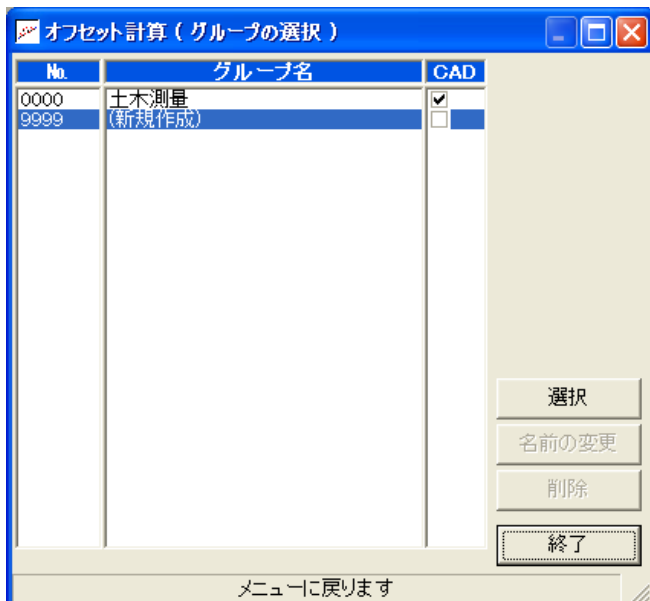 オフセット計算 ( グループの選択 )
No. グループ名 CAD
0000 土木測量
9999 (新規作成)
選択
名前の変更
削除
終了
メニューに戻ります